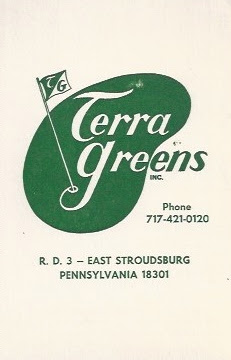 TG
Terra
Greens
INC.
Phone
717-421-0120
R. D. 3 — EAST STROUDSBURG
PENNSYLVANIA 18301